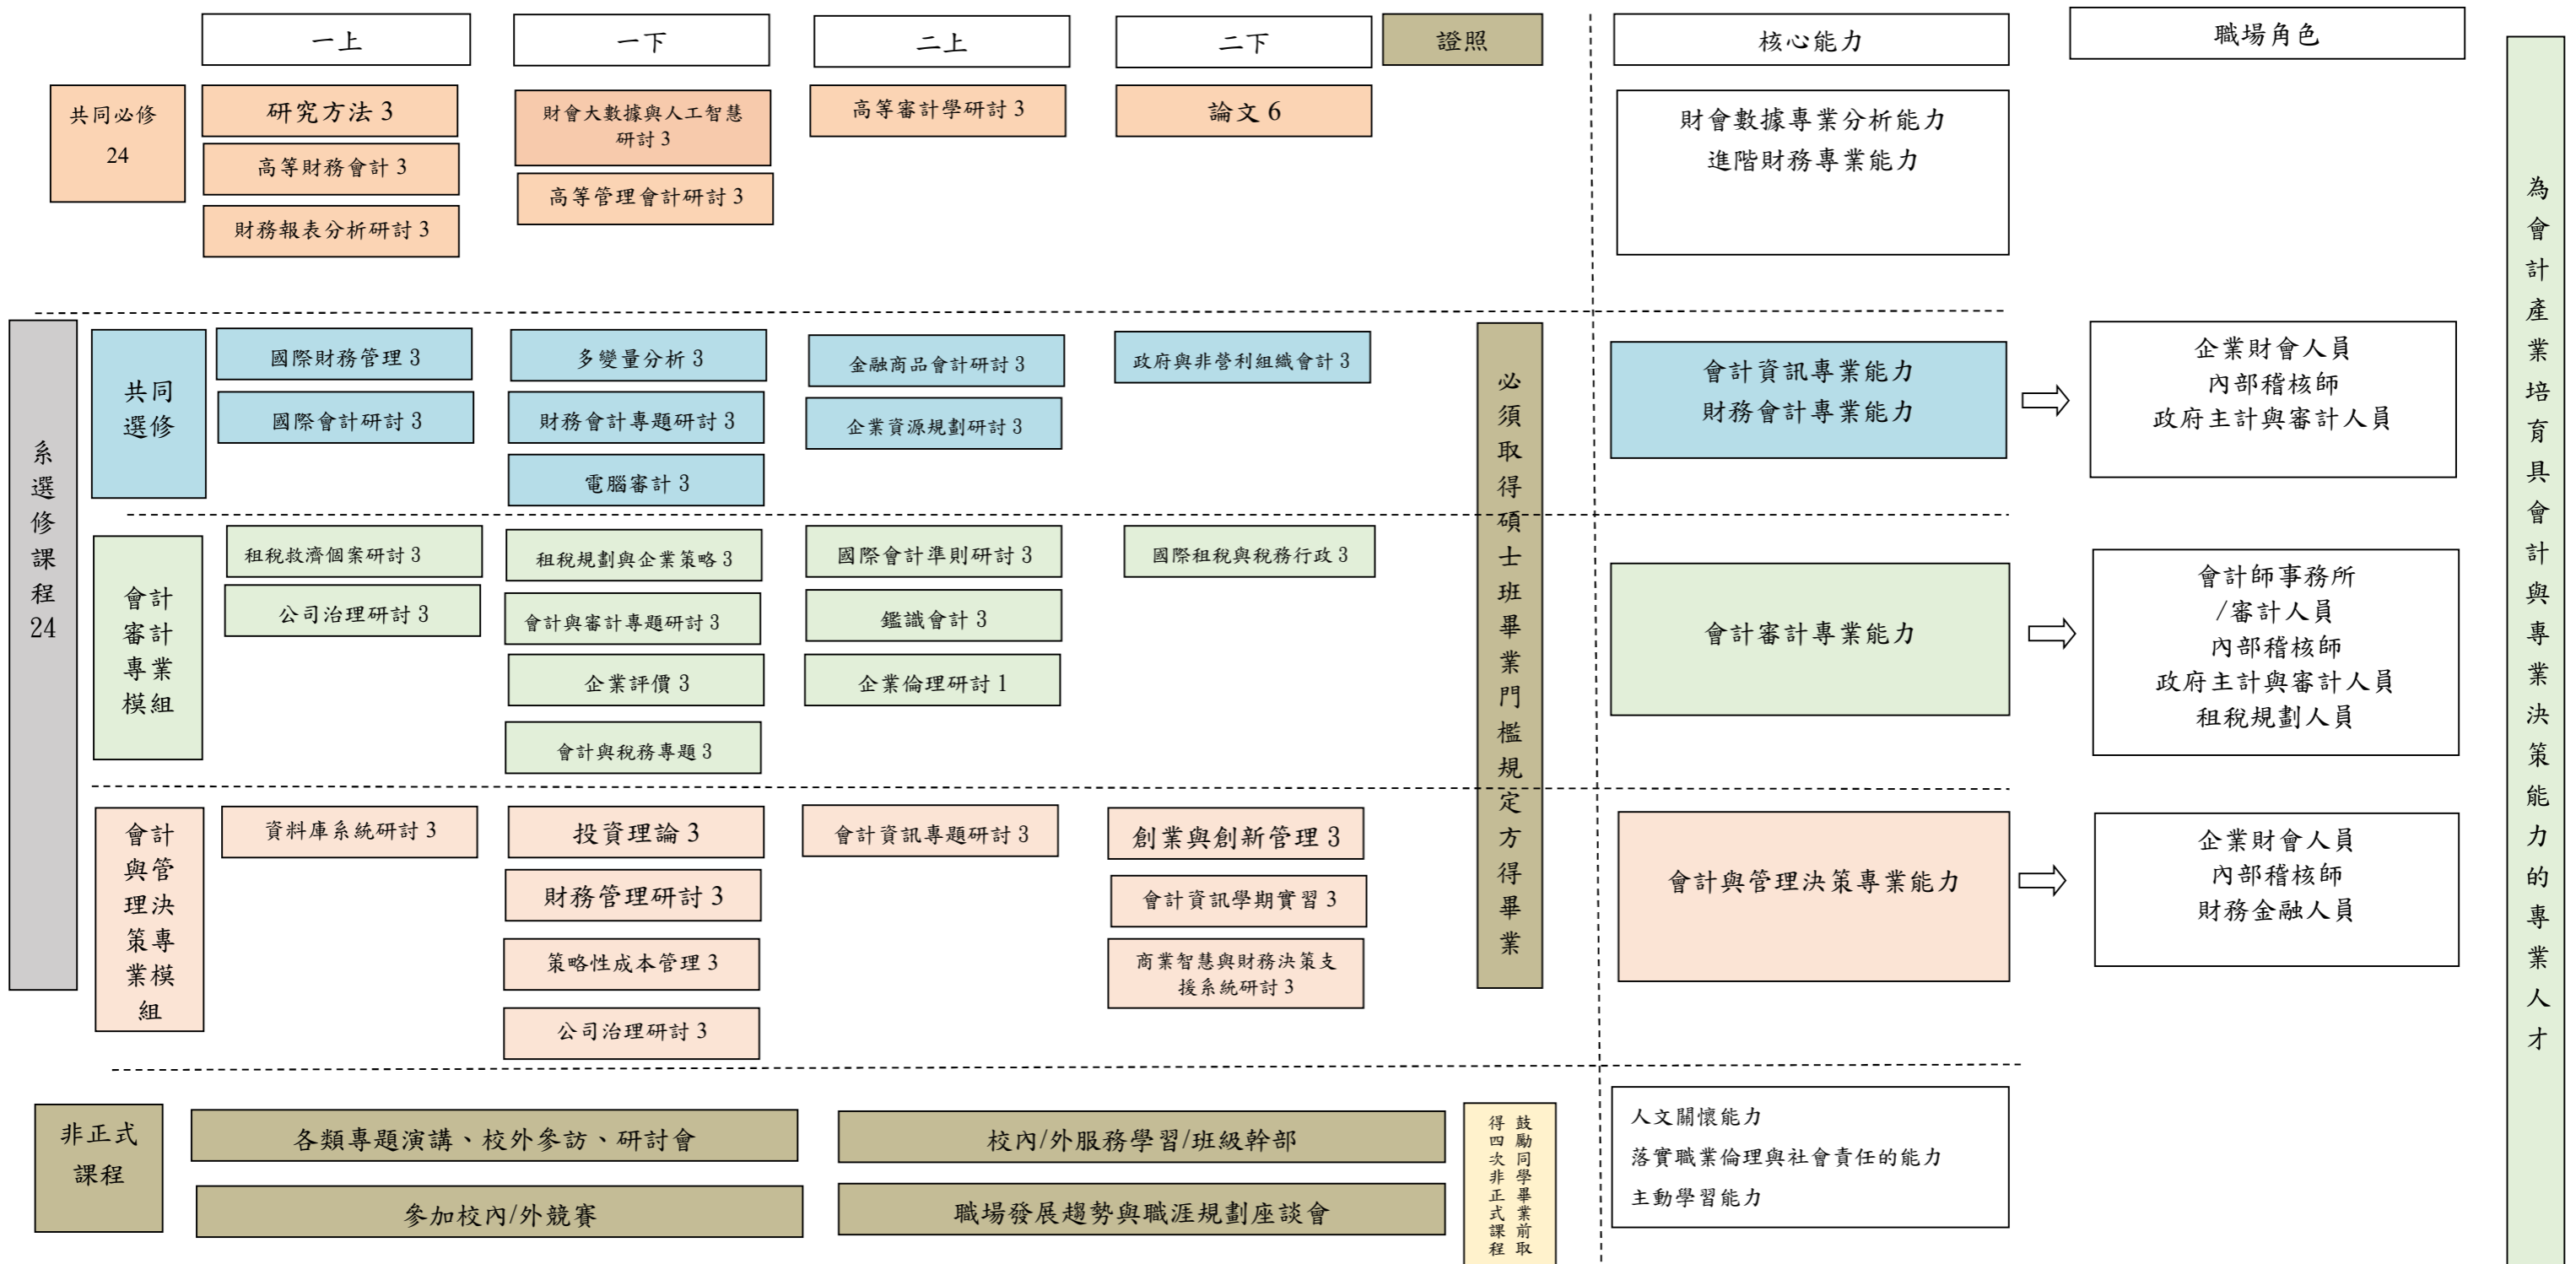 一上
一下
二上
二下
證照
核心能力
職場角色
共同必修
24
研究方法 3
高等財務會計 3
財務報表分析研討 3
財會大數據與人工智慧
研討 3
高等管理會計研討 3
高等審計學研討 3
論文 6
財會數據專業分析能力
進階財務專業能力
系選修課程
24
共同
選修
國際財務管理 3
國際會計研討 3
多變量分析 3
財務會計專題研討 3
電腦審計 3
金融商品會計研討 3
企業資源規劃研討 3
政府與非營利組織會計 3
必須取得碩士班畢業門檻規定方得畢業
會計資訊專業能力
財務會計專業能力
企業財會人員
內部稽核師
政府主計與審計人員
會計
審計
專業
模組
租稅救濟個案研討 3
公司治理研討 3
租稅規劃與企業策略 3
會計與審計專題研討 3
企業評價 3
會計與稅務專題 3
國際會計準則研討 3
鑑識會計 3
企業倫理研討 1
國際租稅與稅務行政 3
會計審計專業能力
會計師事務所
/審計人員
內部稽核師
政府主計與審計人員
租稅規劃人員
會計
與管
理決
策專
業模
組
資料庫系統研討 3
投資理論 3
財務管理研討 3
策略性成本管理 3
公司治理研討 3
會計資訊專題研討 3
創業與創新管理 3
會計資訊學期實習 3
商業智慧與財務決策支
援系統研討 3
會計與管理決策專業能力
企業財會人員
內部稽核師
財務金融人員
非正式
課程
各類專題演講、校外參訪、研討會
參加校內/外競賽
校內/外服務學習/班級幹部
職場發展趨勢與職涯規劃座談會
鼓勵同學畢業前取
得四次非正式課程
人文關懷能力
落實職業倫理與社會責任的能力
主動學習能力
為會計產業培育具會計與專業決策能力的專業人才